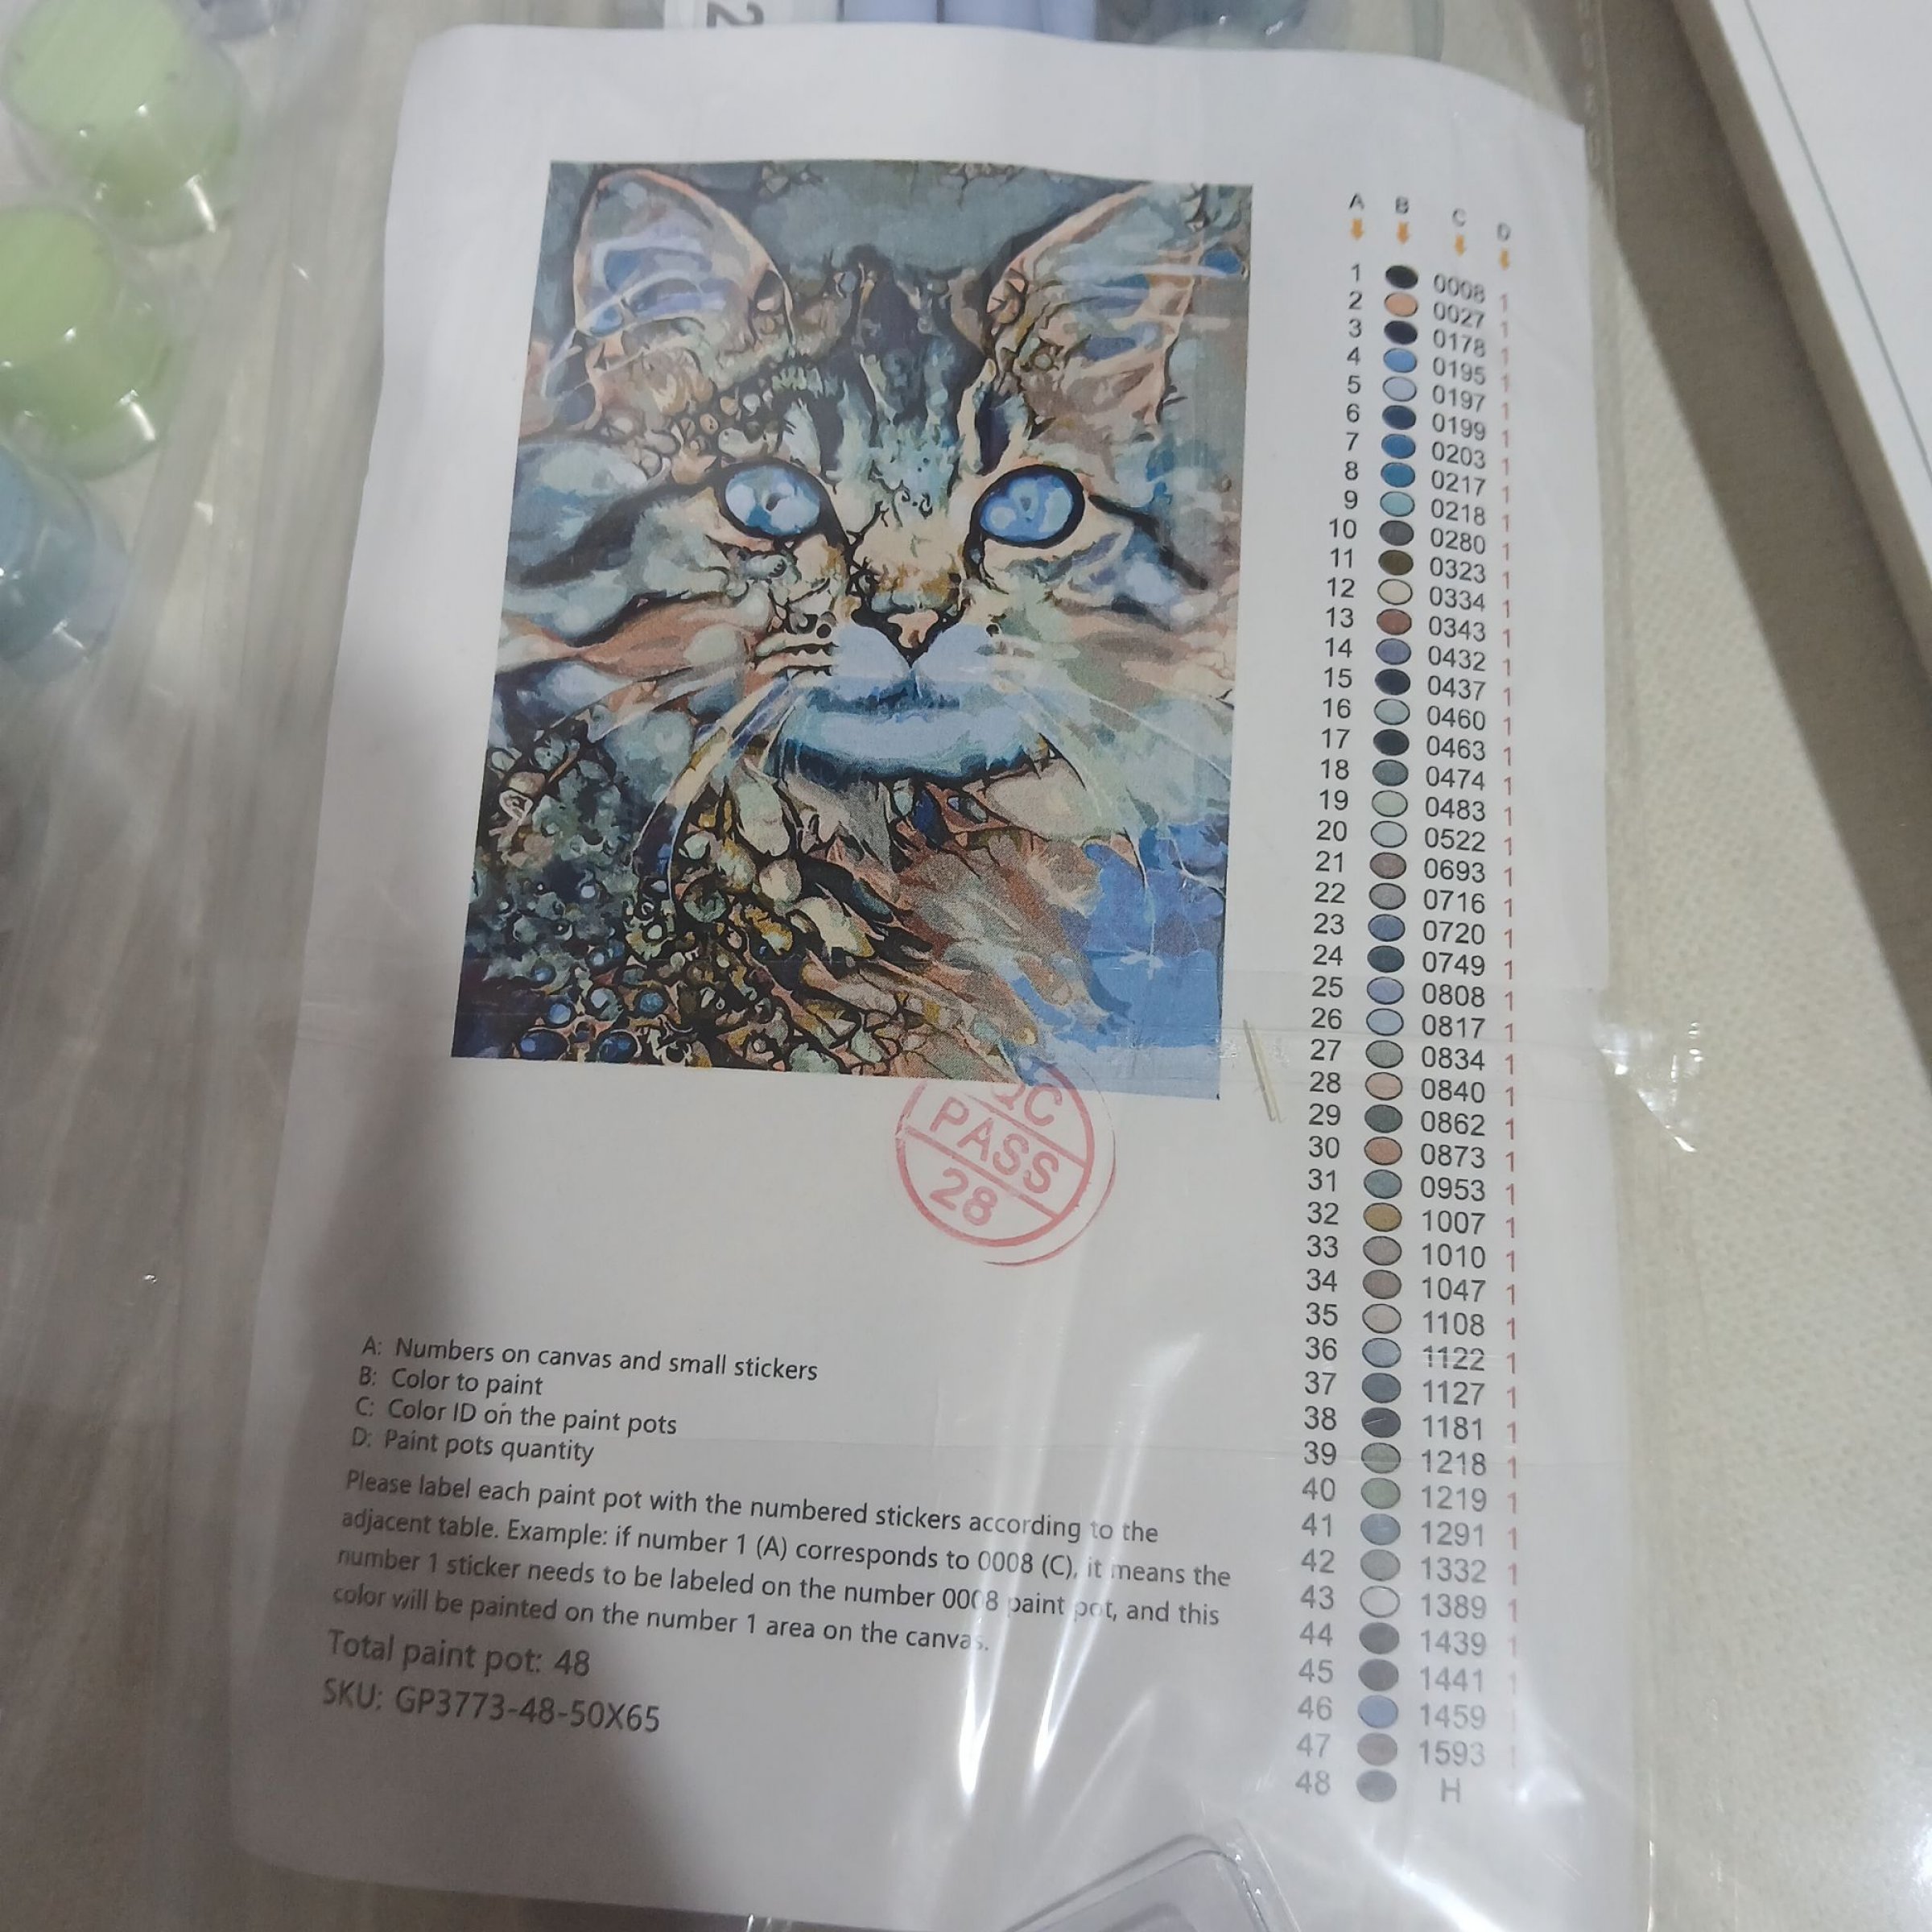 2
A B C D
1 0008 1
2 0027 1
3 0178 1
4 0195 1
5 0197 1
6 0199 1
7 0203 1
8 0217 1
9 0218 1
10 0280 1
11 0323 1
12 0334 1
13 0343 1
14 0432 1
15 0437 1
16 0460 1
17 0463 1
18 0474 1
19 0483 1
20 0522 1
21 0693 1
22 0716 1
23 0720 1
24 0749 1
25 0808 1
26 0817 1
27 0834 1
28 0840 1
29 0862 1
30 0873 1
31 0953 1
32 1007 1
33 1010 1
34 1047 1
35 1108 1
36 1122 1
37 1127 1
38 1181 1
39 1218 1
40 1219 1
41 1291 1
42 1332 1
43 1389 1
44 1439 1
45 1441 1
46 1459
47 1593
48 H
QC
PASS
28
A: Numbers on canvas and small stickers
B: Color to paint
C: Color ID on the paint pots
D: Paint pots quantity
Please label each paint pot with the numbered stickers according to the
adjacent table. Example: if number 1 (A) corresponds to 0008 (C), it means the
number 1 sticker needs to be labeled on the number 0008 paint pot, and this
color will be painted on the number 1 area on the canvas.
Total paint pot: 48
SKU: GP3773-48-50X65